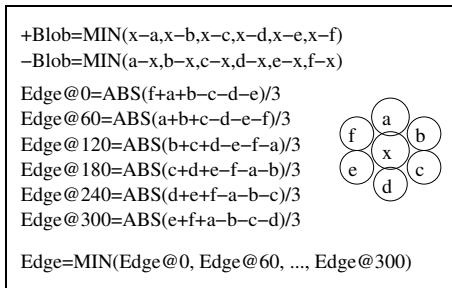 +Blob=MIN(x−a,x−b,x−c,x−d,x−e,x−f)
−Blob=MIN(a−x,b−x,c−x,d−x,e−x,f−x)
Edge@0=ABS(f+a+b−c−d−e)/3
Edge@60=ABS(a+b+c−d−e−f)/3
Edge@120=ABS(b+c+d−e−f−a)/3
Edge@180=ABS(c+d+e−f−a−b)/3
Edge@240=ABS(d+e+f−a−b−c)/3
Edge@300=ABS(e+f+a−b−c−d)/3
a
f b
x
e c
d
Edge=MIN(Edge@0, Edge@60, ..., Edge@300)